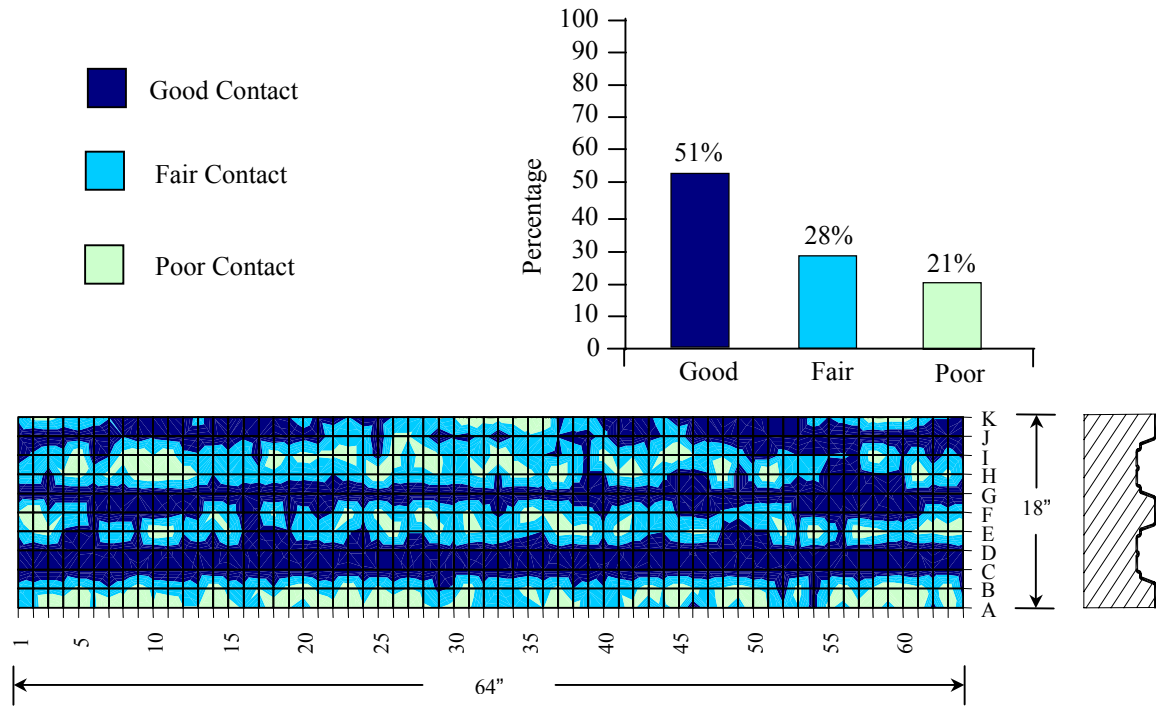 Good Contact
Fair Contact
Poor Contact
Percentage
100
90
80
70
60
50
40
30
20
10
0
51%
28%
21%
Good Fair Poor
K
J
I
H
G
F
E
D
C
B
A
18”
1 5 10 15 20 25 30 35 40 45 50 55 60
64”